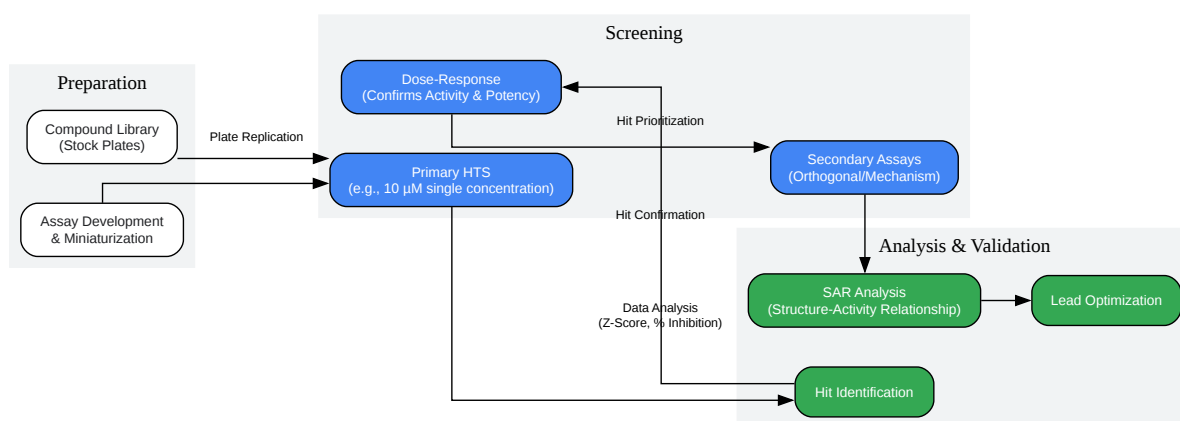 Preparation
Compound Library
(Stock Plates)
Assay Development
& Miniaturization
Plate Replication
Screening
Dose-Response
(Confirms Activity & Potency)
Primary HTS
(e.g., 10 µM single concentration)
Hit Prioritization
Secondary Assays
(Orthogonal/Mechanism)
Hit Confirmation
Data Analysis
(Z-Score, % Inhibition)
Analysis & Validation
SAR Analysis
(Structure-Activity Relationship)
Lead Optimization
Hit Identification